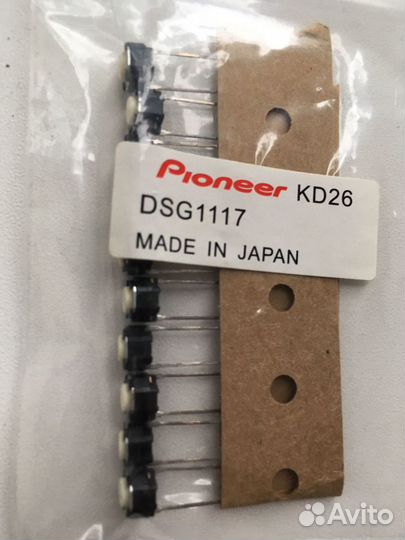 Pioneer KD26
DSG1117
MADE IN JAPAN
Avito